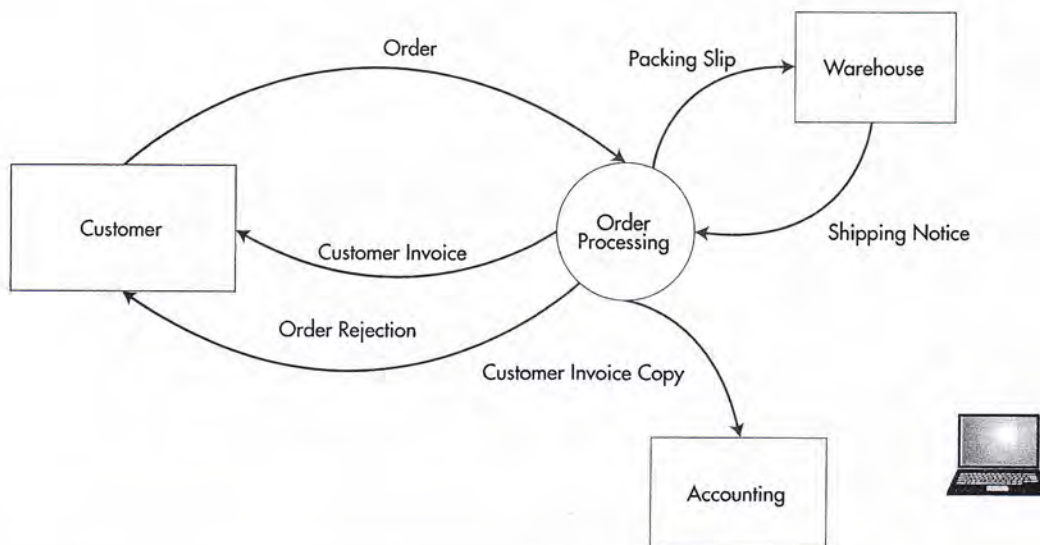 Order
Packing Slip
Warehouse
Customer
Order
Processing
Shipping Notice
Customer Invoice
Order Rejection
Customer Invoice Copy
Accounting